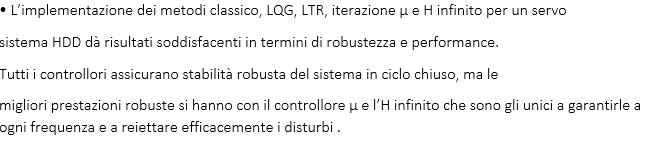 • L’implementazione dei metodi classico, LQG, LTR, iterazione µ e H infinito per un servo
sistema HDD dà risultati soddisfacenti in termini di robustezza e performance.
Tutti i controllori assicurano stabilità robusta del sistema in ciclo chiuso, ma le
migliori prestazioni robuste si hanno con il controllore µ e l’H infinito che sono gli unici a garantirle a
ogni frequenza e a reiettare efficacemente i disturbi .